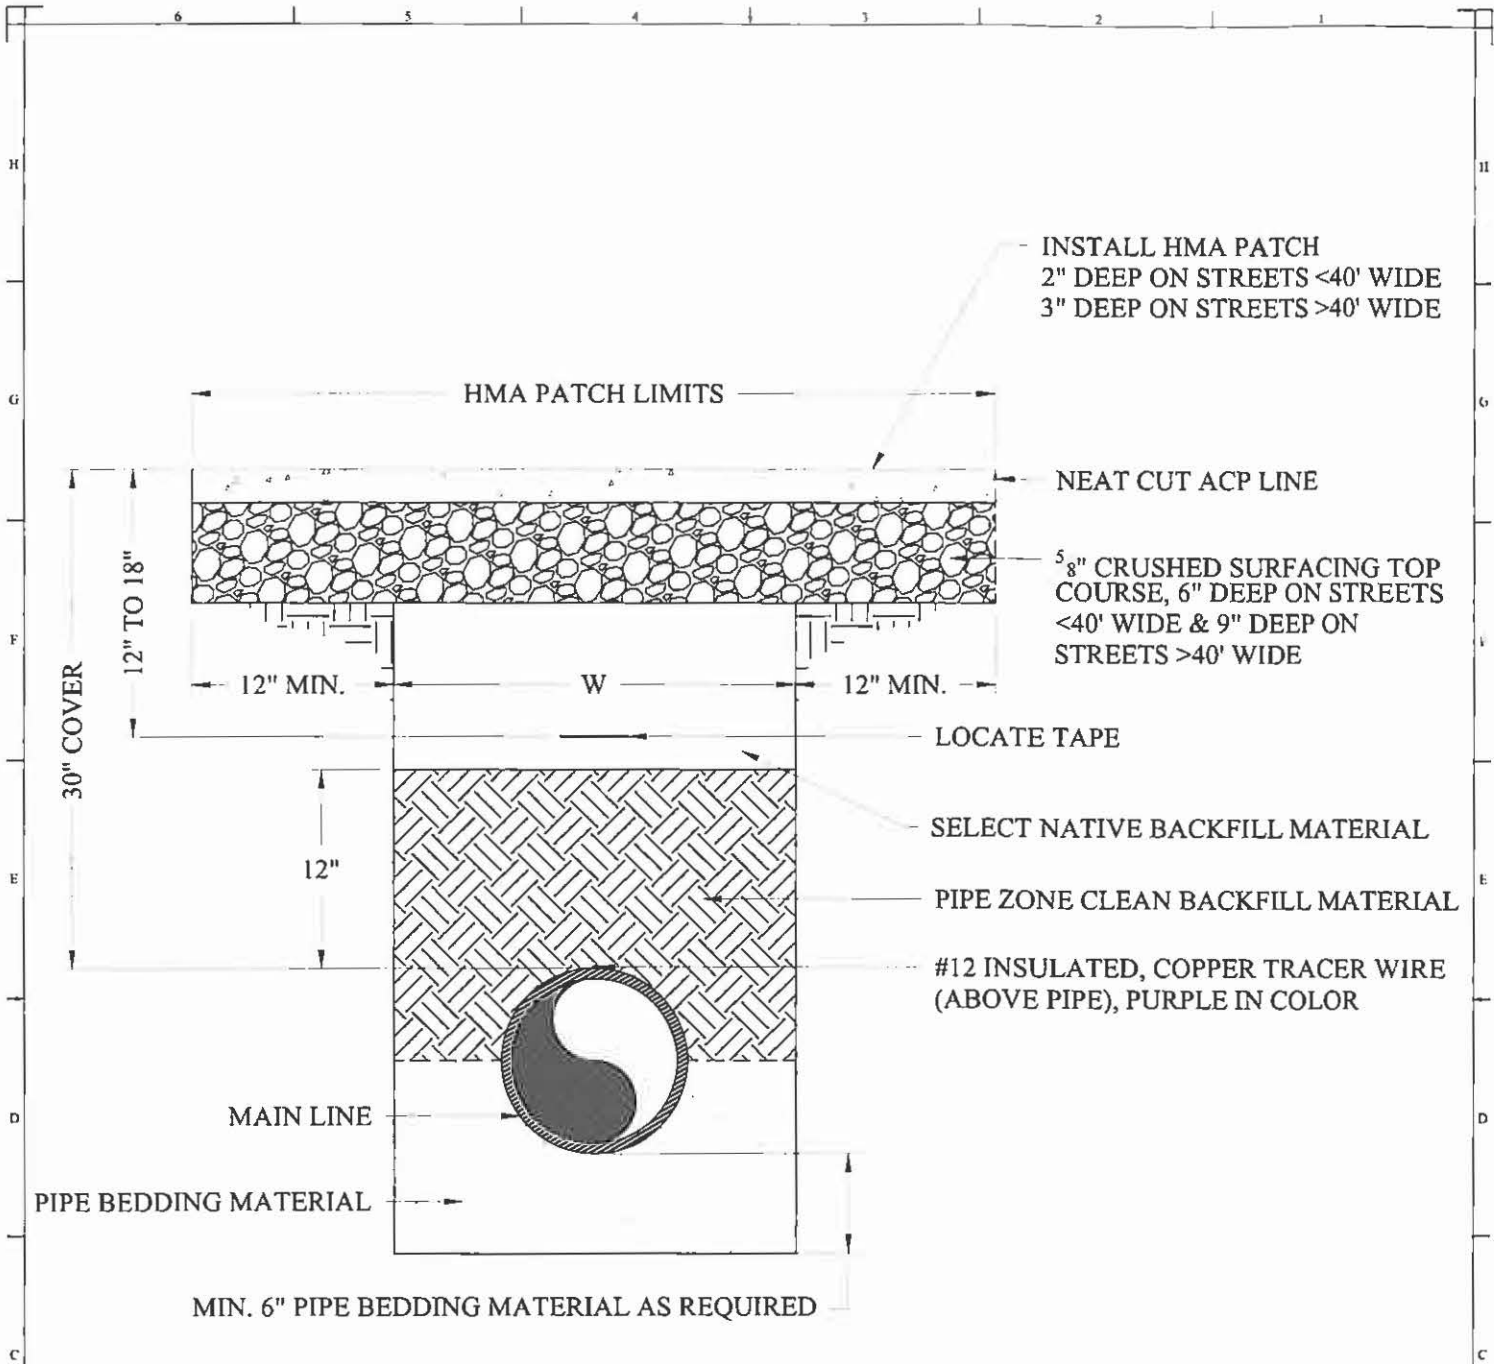 6 5 4 3 2 1
H H
INSTALL HMA PATCH
2" DEEP ON STREETS <40' WIDE
3" DEEP ON STREETS >40' WIDE
G HMA PATCH LIMITS G
NEAT CUT ACP LINE
5/8" CRUSHED SURFACING TOP
COURSE, 6" DEEP ON STREETS
<40' WIDE & 9" DEEP ON
STREETS >40' WIDE
F
12" TO 18"
30" COVER
12" MIN. W 12" MIN.
LOCATE TAPE
SELECT NATIVE BACKFILL MATERIAL
12"
E E
PIPE ZONE CLEAN BACKFILL MATERIAL
#12 INSULATED, COPPER TRACER WIRE
(ABOVE PIPE), PURPLE IN COLOR
D MAIN LINE D
PIPE BEDDING MATERIAL
MIN. 6" PIPE BEDDING MATERIAL AS REQUIRED
C C